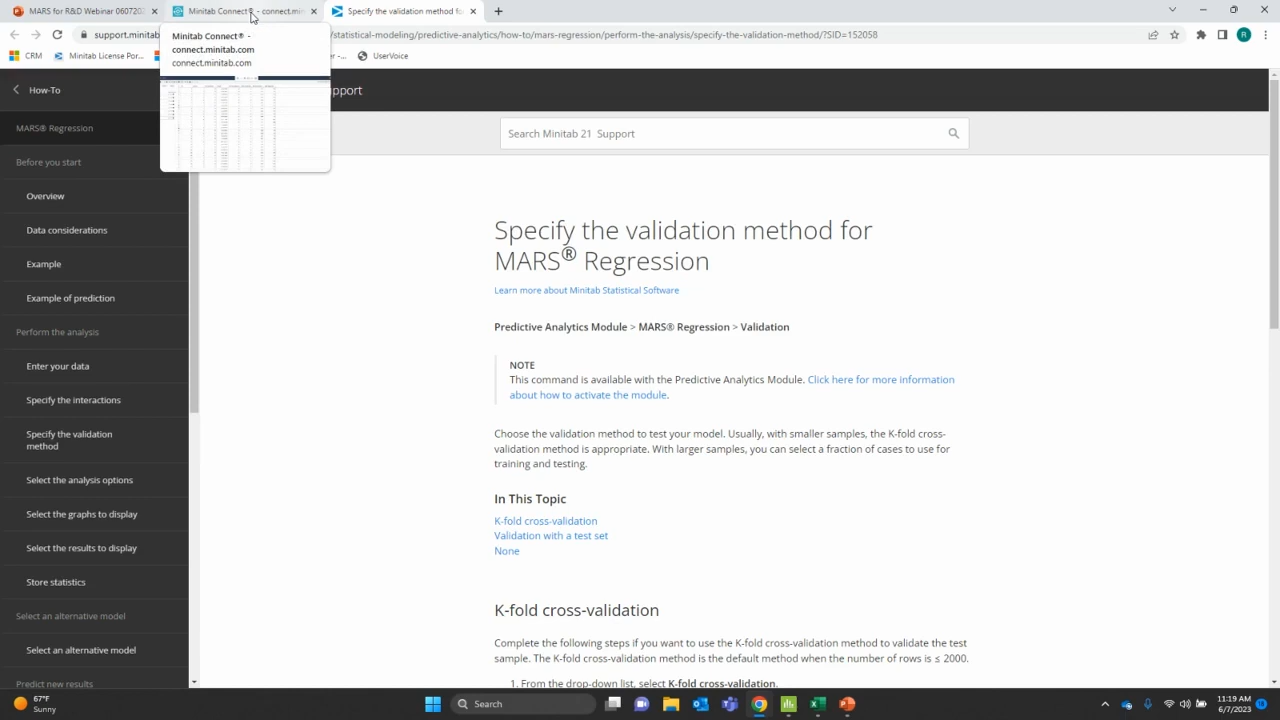 MARS for R&D Webinar 0607202
Minitab Connect® - connect.min
Specify the validation method for
support.minitab
/statistical-modeling/predictive-analytics/how-to/mars-regression/perform-the-analysis/specify-the-validation-method/?SID=152058
R
CRM
Minitab License Por...
UserVoice
Minitab Connect® -
connect.minitab.com
connect.minitab.com
How-To
pport
Search Minitab 21 Support
MARS® Regression
Before you start
Overview
Data considerations
Example
Example of prediction
Perform the analysis
Enter your data
Specify the interactions
Specify the validation
method
Select the analysis options
Select the graphs to display
Select the results to display
Store statistics
Select an alternative model
Select an alternative model
Predict new results
Specify the validation method for
MARS® Regression
Learn more about Minitab Statistical Software
Predictive Analytics Module > MARS® Regression > Validation
NOTE
This command is available with the Predictive Analytics Module. Click here for more information
about how to activate the module.
Choose the validation method to test your model. Usually, with smaller samples, the K-fold cross-
validation method is appropriate. With larger samples, you can select a fraction of cases to use for
training and testing.
In This Topic
K-fold cross-validation
Validation with a test set
None
K-fold cross-validation
Complete the following steps if you want to use the K-fold cross-validation method to validate the test
sample. The K-fold cross-validation method is the default method when the number of rows is ≤ 2000.
1. From the drop-down list, select K-fold cross-validation.
67°F
Sunny
Search
11:19 AM
6/7/2023